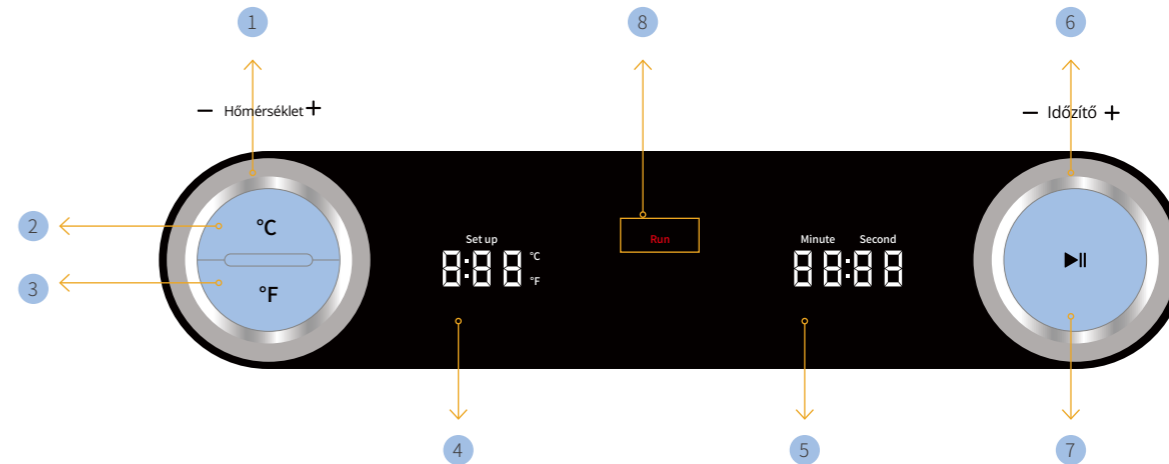 1
8
6
− Hőmérséklet +
− Időzítő +
2
°C
Run
Set up
Minute Second
8:88 °C
°F
88:88
3
°F
4
5
7